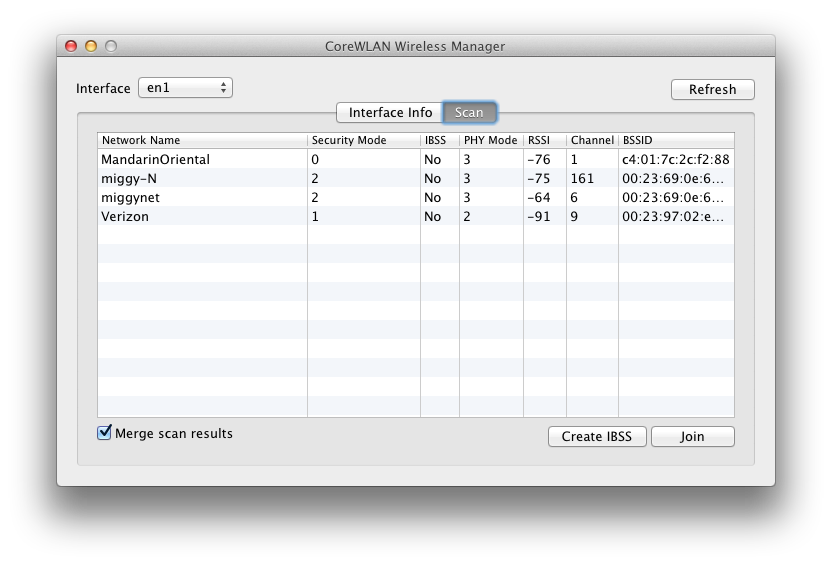 CoreWLAN Wireless Manager
Interface en1 Refresh
Interface Info Scan
Network Name Security Mode IBSS PHY Mode RSSI Channel BSSID
MandarinOriental 0 No 3 -76 1 c4:01:7c:2c:f2:88
miggy-N 2 No 3 -75 161 00:23:69:0e:6...
miggynet 2 No 3 -64 6 00:23:69:0e:6...
Verizon 1 No 2 -91 9 00:23:97:02:e...
Merge scan results Create IBSS Join